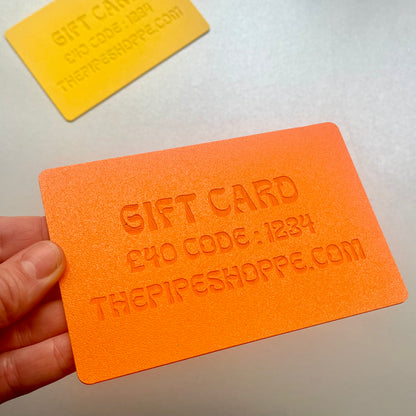 GIFT CARD
£40 CODE : 1234
THEPIPESHOPPE.COM
GIFT CARD
£40 CODE : 1234
THEPIPESHOPPE.COM